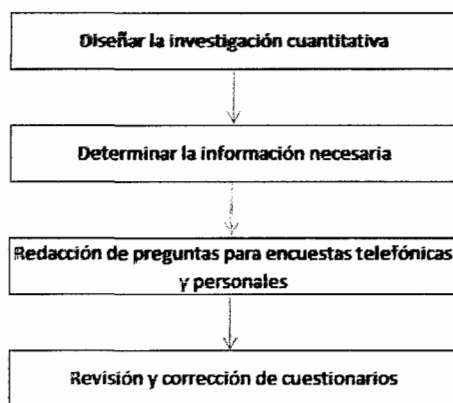 Diseñar la investigación cuantitativa
Determinar la información necesaria
Redacción de preguntas para encuestas telefónicas
y personales
Revisión y corrección de cuestionarios